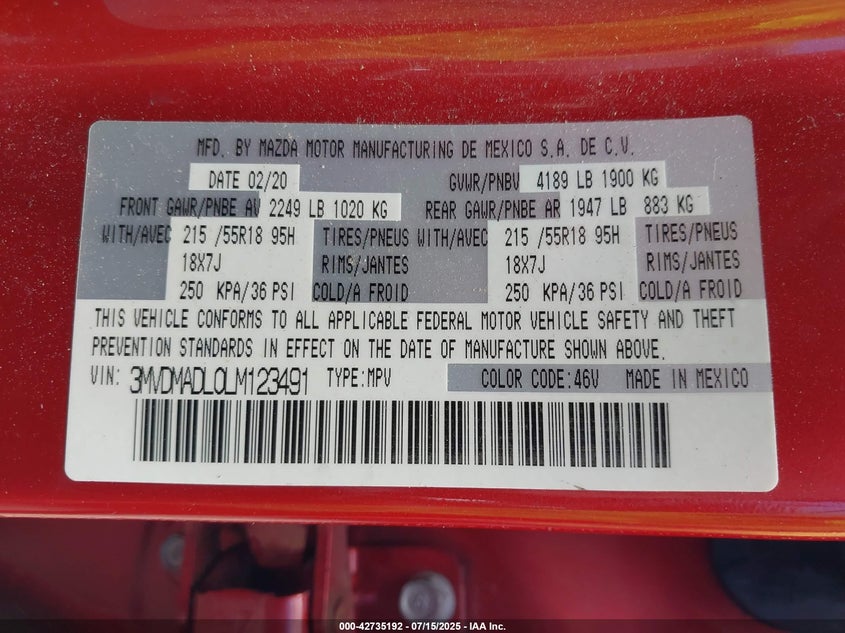 MFD. BY MAZDA MOTOR MANUFACTURING DE MEXICO S.A. DE C.V.
DATE 02/20 GVWR/PNBV 4189 LB 1900 KG
FRONT GAWR/PNBE AV 2249 LB 1020 KG REAR GAWR/PNBE AR 1947 LB 883 KG
WITH/AVEC 215 /55R18 95H TIRES/PNEUS WITH/AVEC 215 /55R18 95H TIRES/PNEUS
18X7J RIMS/JANTES 18X7J RIMS/JANTES
250 KPA/36 PSI COLD/A FROID 250 KPA/36 PSI COLD/A FROID
THIS VEHICLE CONFORMS TO ALL APPLICABLE FEDERAL MOTOR VEHICLE SAFETY AND THEFT
PREVENTION STANDARDS IN EFFECT ON THE DATE OF MANUFACTURE SHOWN ABOVE.
VIN: 3MVDMADL0LM123491 TYPE:MPV COLOR CODE:46V MADE IN MEXICO
000-42735192 - 07/15/2025 - IAA Inc.